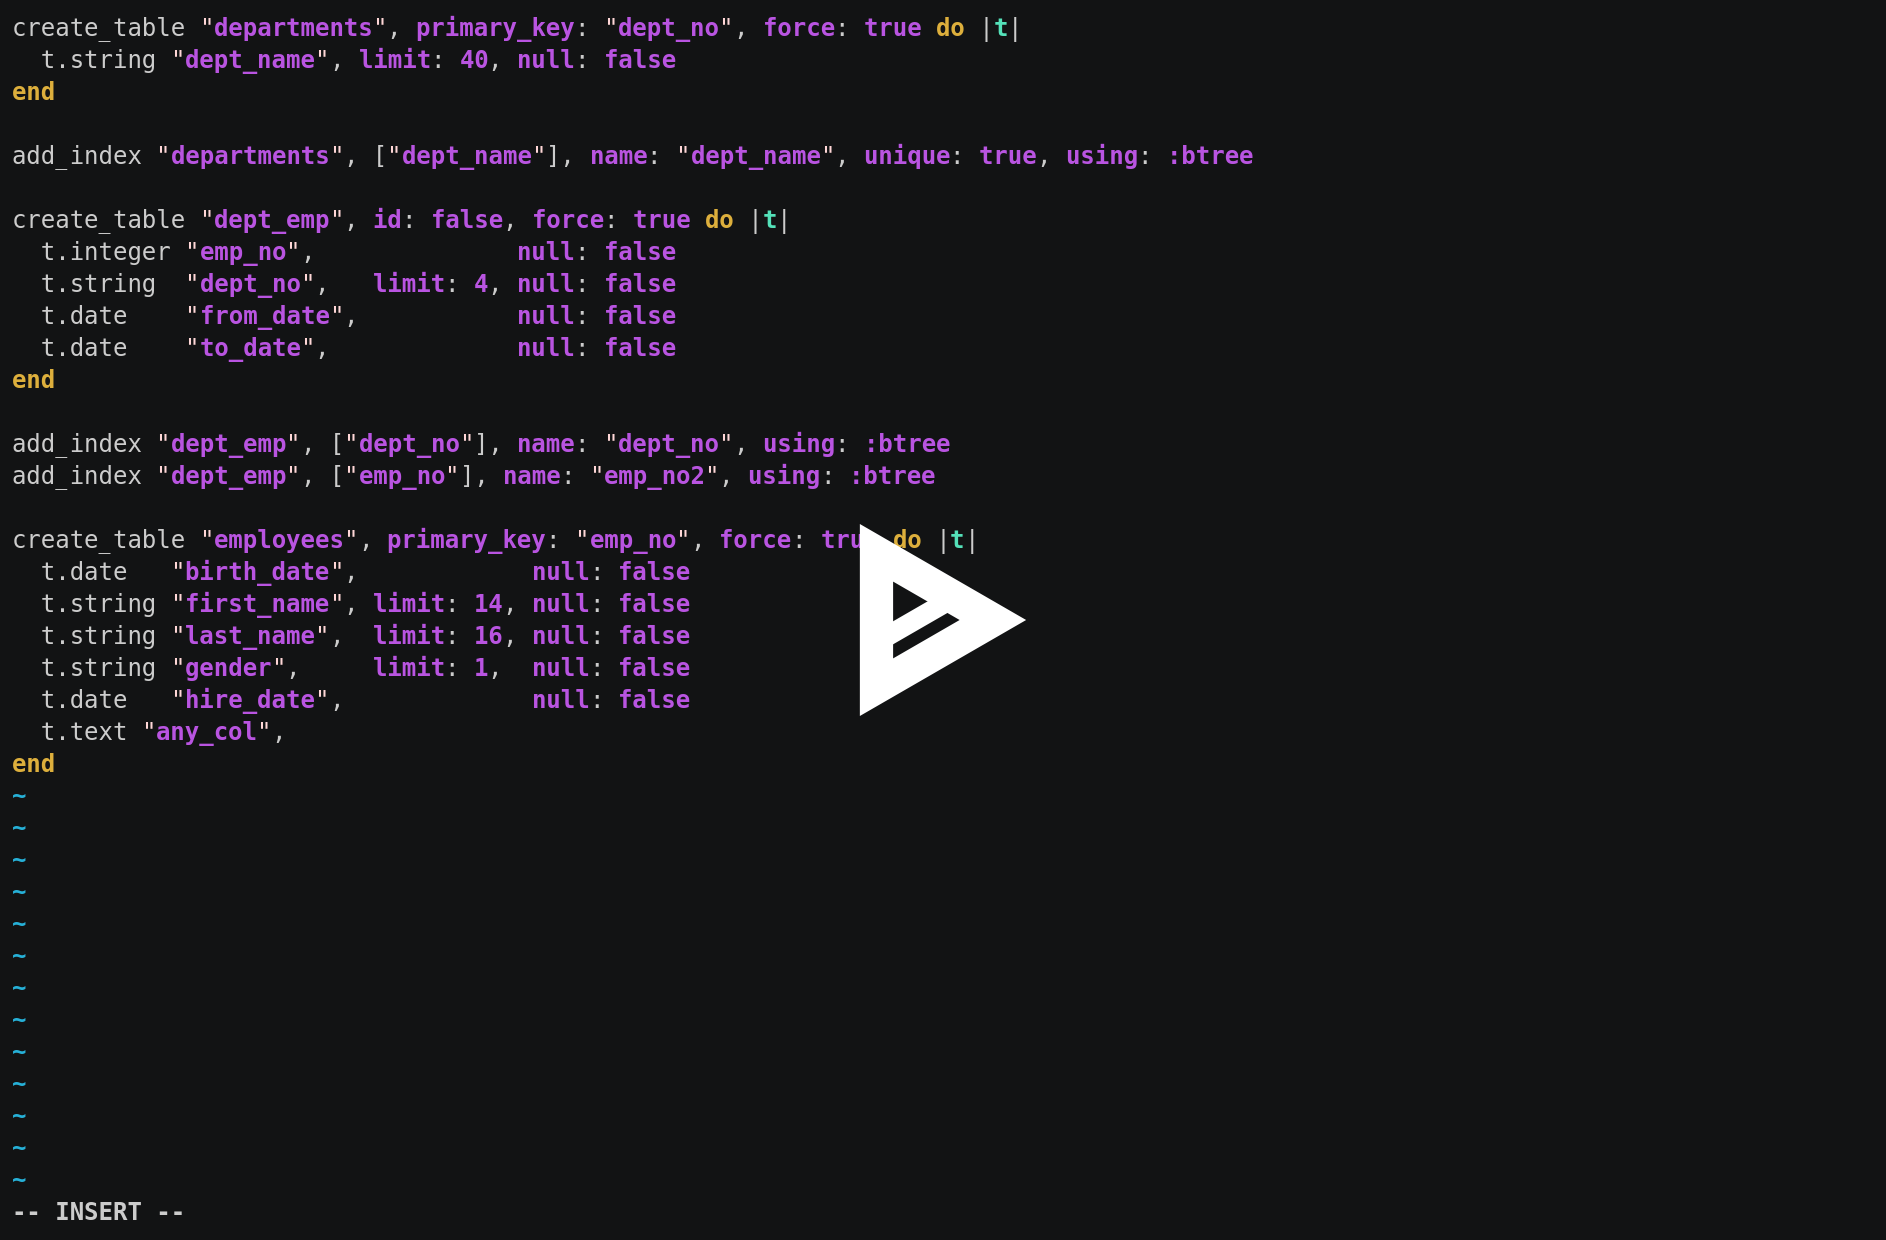 create_table "departments", primary_key: "dept_no", force: true do |t|
  t.string "dept_name", limit: 40, null: false
end

add_index "departments", ["dept_name"], name: "dept_name", unique: true, using: :btree

create_table "dept_emp", id: false, force: true do |t|
  t.integer "emp_no",              null: false
  t.string  "dept_no",   limit: 4, null: false
  t.date    "from_date",           null: false
  t.date    "to_date",             null: false
end

add_index "dept_emp", ["dept_no"], name: "dept_no", using: :btree
add_index "dept_emp", ["emp_no"], name: "emp_no2", using: :btree

create_table "employees", primary_key: "emp_no", force: true do |t|
  t.date   "birth_date",            null: false
  t.string "first_name", limit: 14, null: false
  t.string "last_name",  limit: 16, null: false
  t.string "gender",     limit: 1,  null: false
  t.date   "hire_date",             null: false
  t.text "any_col",
end
~
~
~
~
~
~
~
~
~
~
~
~
~
-- INSERT --